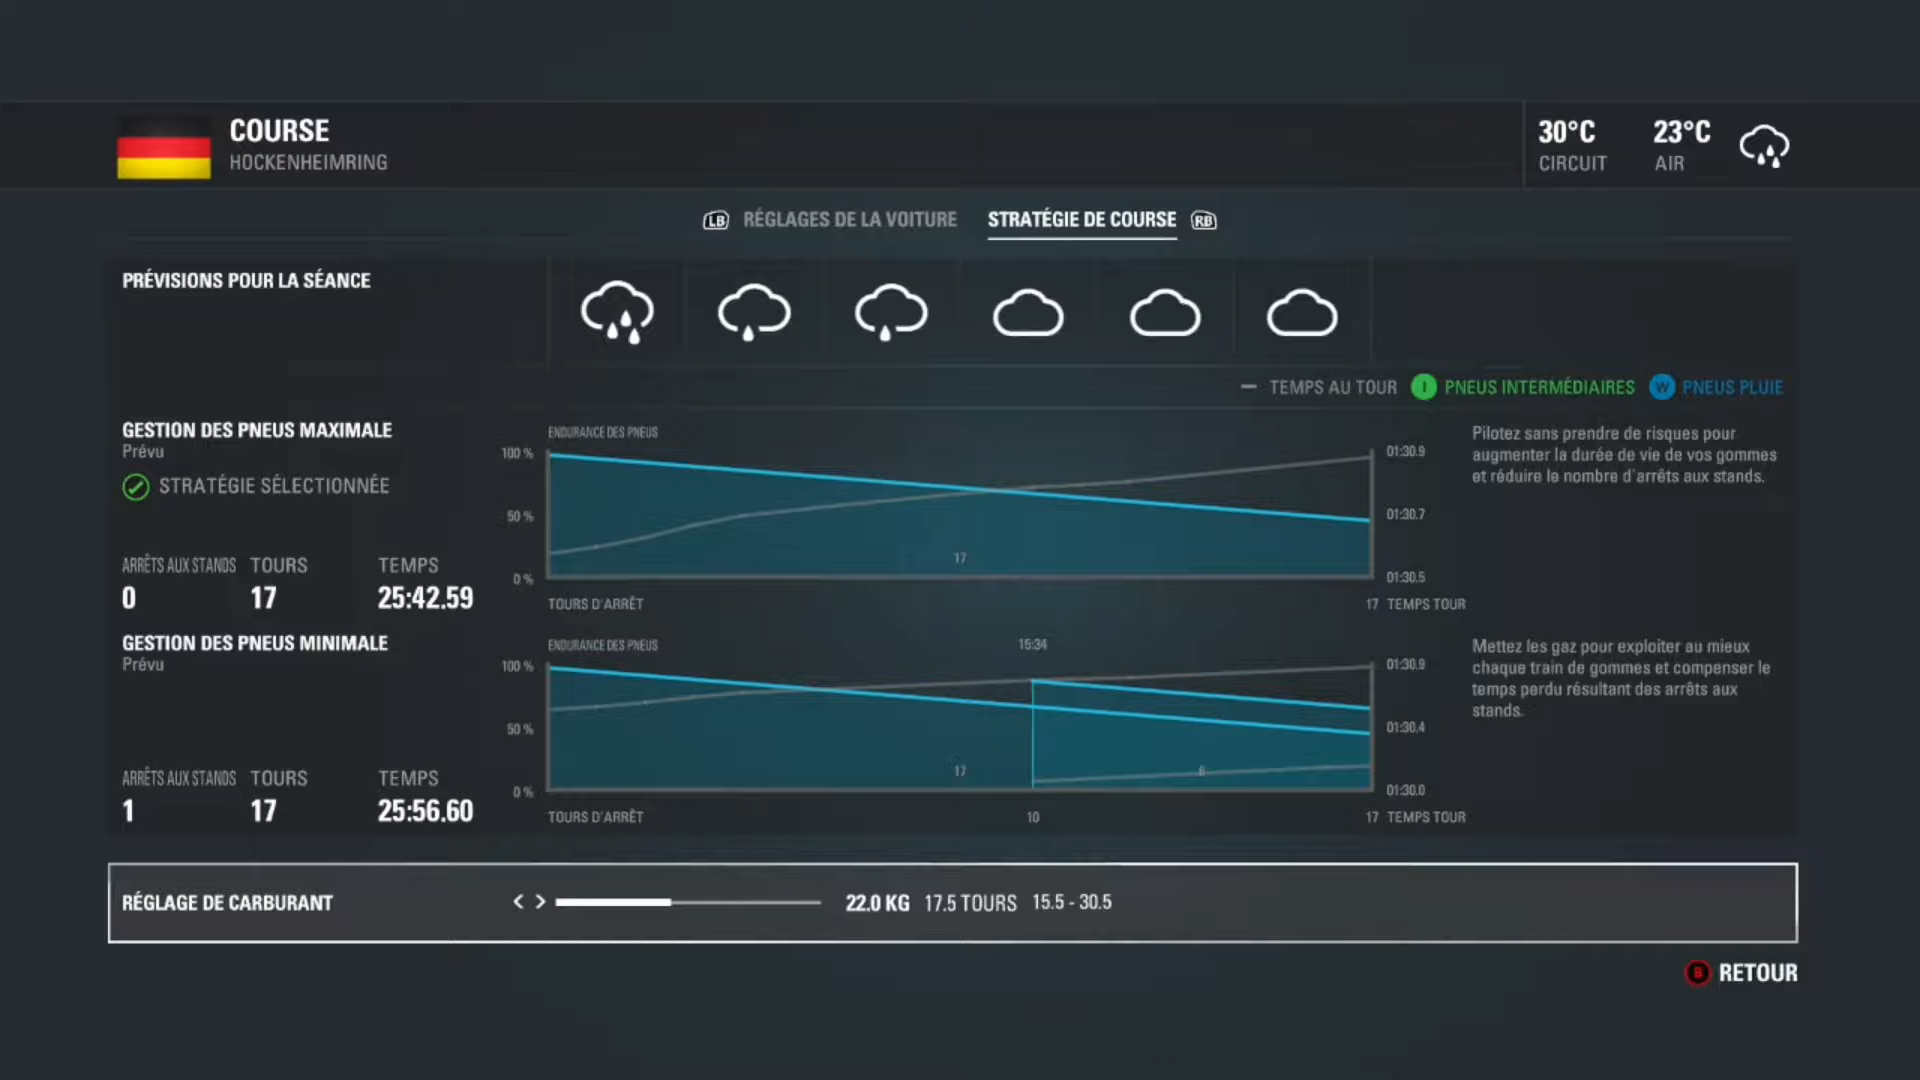 COURSE
HOCKENHEIMRING
30°C
CIRCUIT
23°C
AIR
LB RÉGLAGES DE LA VOITURE STRATÉGIE DE COURSE RB
PRÉVISIONS POUR LA SÉANCE
TEMPS AU TOUR I PNEUS INTERMÉDIAIRES W PNEUS PLUIE
GESTION DES PNEUS MAXIMALE
Prévu
STRATÉGIE SÉLECTIONNÉE
ARRÊTS AUX STANDS TOURS TEMPS
0 17 25:42.59
ENDURANCE DES PNEUS
100 %
50 %
0 %
17
01:30.9
01:30.7
01:30.5
TOURS D'ARRÊT 17 TEMPS TOUR
Pilotez sans prendre de risques pour
augmenter la durée de vie de vos gommes
et réduire le nombre d'arrêts aux stands.
GESTION DES PNEUS MINIMALE
Prévu
ARRÊTS AUX STANDS TOURS TEMPS
1 17 25:56.60
ENDURANCE DES PNEUS 15:34
100 %
50 %
0 %
17 6
01:30.9
01:30.4
01:30.0
TOURS D'ARRÊT 10 17 TEMPS TOUR
Mettez les gaz pour exploiter au mieux
chaque train de gommes et compenser le
temps perdu résultant des arrêts aux
stands.
RÉGLAGE DE CARBURANT 22.0 KG 17.5 TOURS 15.5 - 30.5
B RETOUR